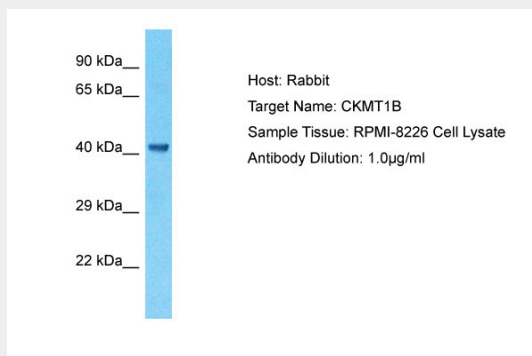 90 kDa__
65 kDa__
40 kDa__
29 kDa__
22 kDa__
Host: Rabbit
Target Name: CKMT1B
Sample Tissue: RPMI-8226 Cell Lysate
Antibody Dilution: 1.0µg/ml